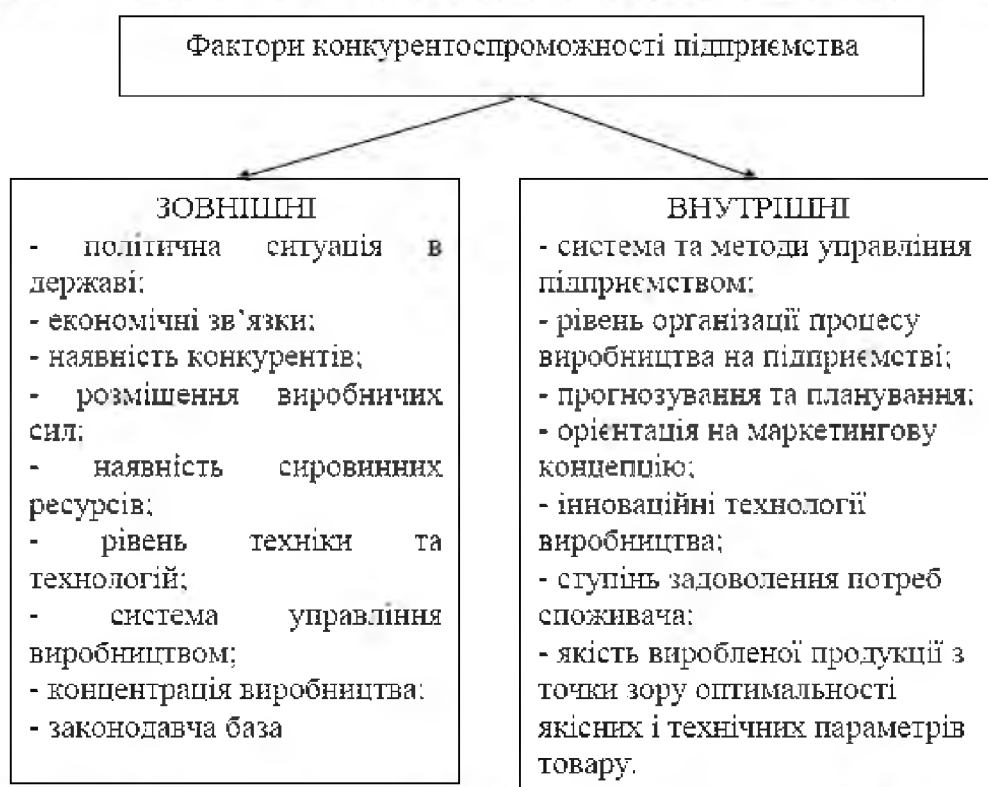 Фактори конкурентоспроможності підприємства
ЗОВНІШНІ
- політична ситуація в
державі;
- економічні зв’язки;
- наявність конкурентів;
- розміщення виробничих
сил;
- наявність сировинних
ресурсів;
- рівень техніки та
технологій;
- система управління
виробництвом;
- концентрація виробництва;
- законодавча база
ВНУТРІШНІ
- система та методи управління
підприємством;
- рівень організації процесу
виробництва на підприємстві;
- прогнозування та планування;
- орієнтація на маркетингову
концепцію;
- інноваційні технології
виробництва;
- ступінь задоволення потреб
споживача;
- якість виробленої продукції з
точки зору оптимальності
якісних і технічних параметрів
товару.